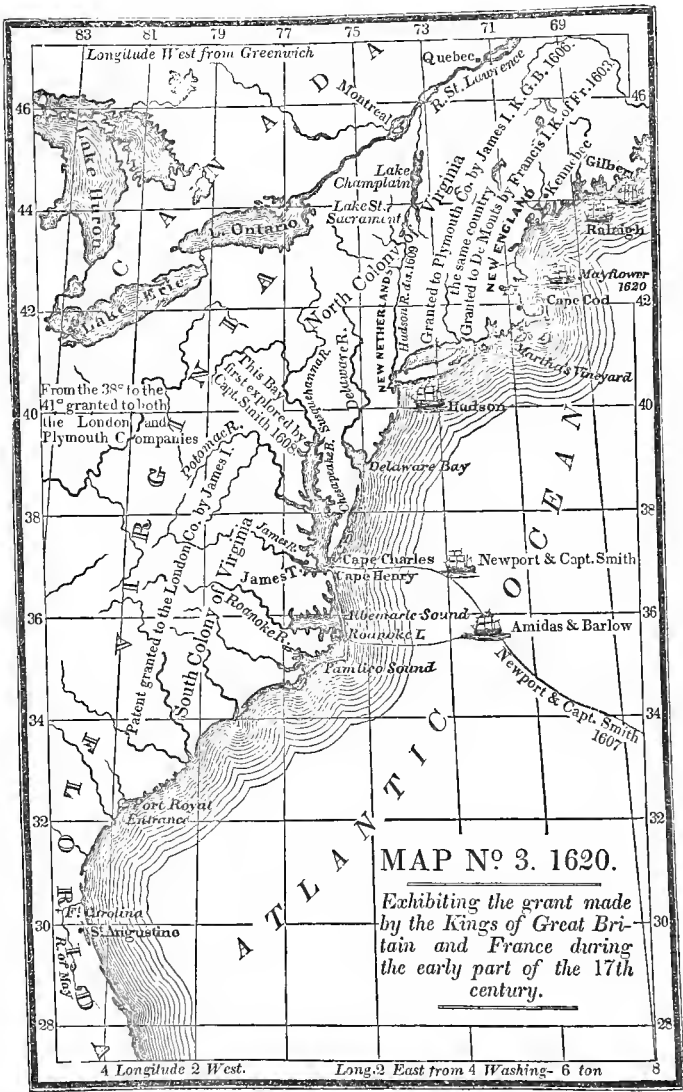 83 81 79 77 75 73 71 69
Longitude West from Greenwich
CANADA
Quebec
R. St. Lawrence
Montreal
46
46
Lake Huron
Lake Champlain
Lake St. Sacrament
L. Ontario
Lake Erie
44
44
42
42
North Colony of Virginia
Granted to Plymouth Co. by James I. K. G. B. 1606.
the same country
Granted to De Monts by Francis I. K. of Fr. 1603.
NEW ENGLAND
Kennebec
Gilbert
Raleigh
Mayflower
1620
Cape Cod
Martha's Vineyard
NEW NETHERLANDS
Hudson R. dis. 1609
Hudson
From the 38° to the
41° granted to both
the London and
Plymouth Companies
This Bay
first explored by
Capt. Smith 1608
Susquehannah R.
Delaware R.
Chesapeake R.
Potomac R.
Delaware Bay
40
40
38
38
VIRGINIA
Patent granted to the London Co. by James I.
South Colony of Virginia
James R.
James T.
Cape Charles
Cape Henry
Newport & Capt. Smith
Roanoke R.
Albemarle Sound
Roanoke I.
Amidas & Barlow
Pamlico Sound
Newport & Capt. Smith
1607
36
36
34
34
Port Royal
Entrance
32
32
FLORIDA
Ft. Carolina
St. Augustine
R. of May
30
30
28
28
ATLANTIC OCEAN
MAP No. 3. 1620.
Exhibiting the grant made
by the Kings of Great Bri-
tain and France during
the early part of the 17th
century.
4 Longitude 2 West. Long. 2 East from 4 Washing- 6 ton 8